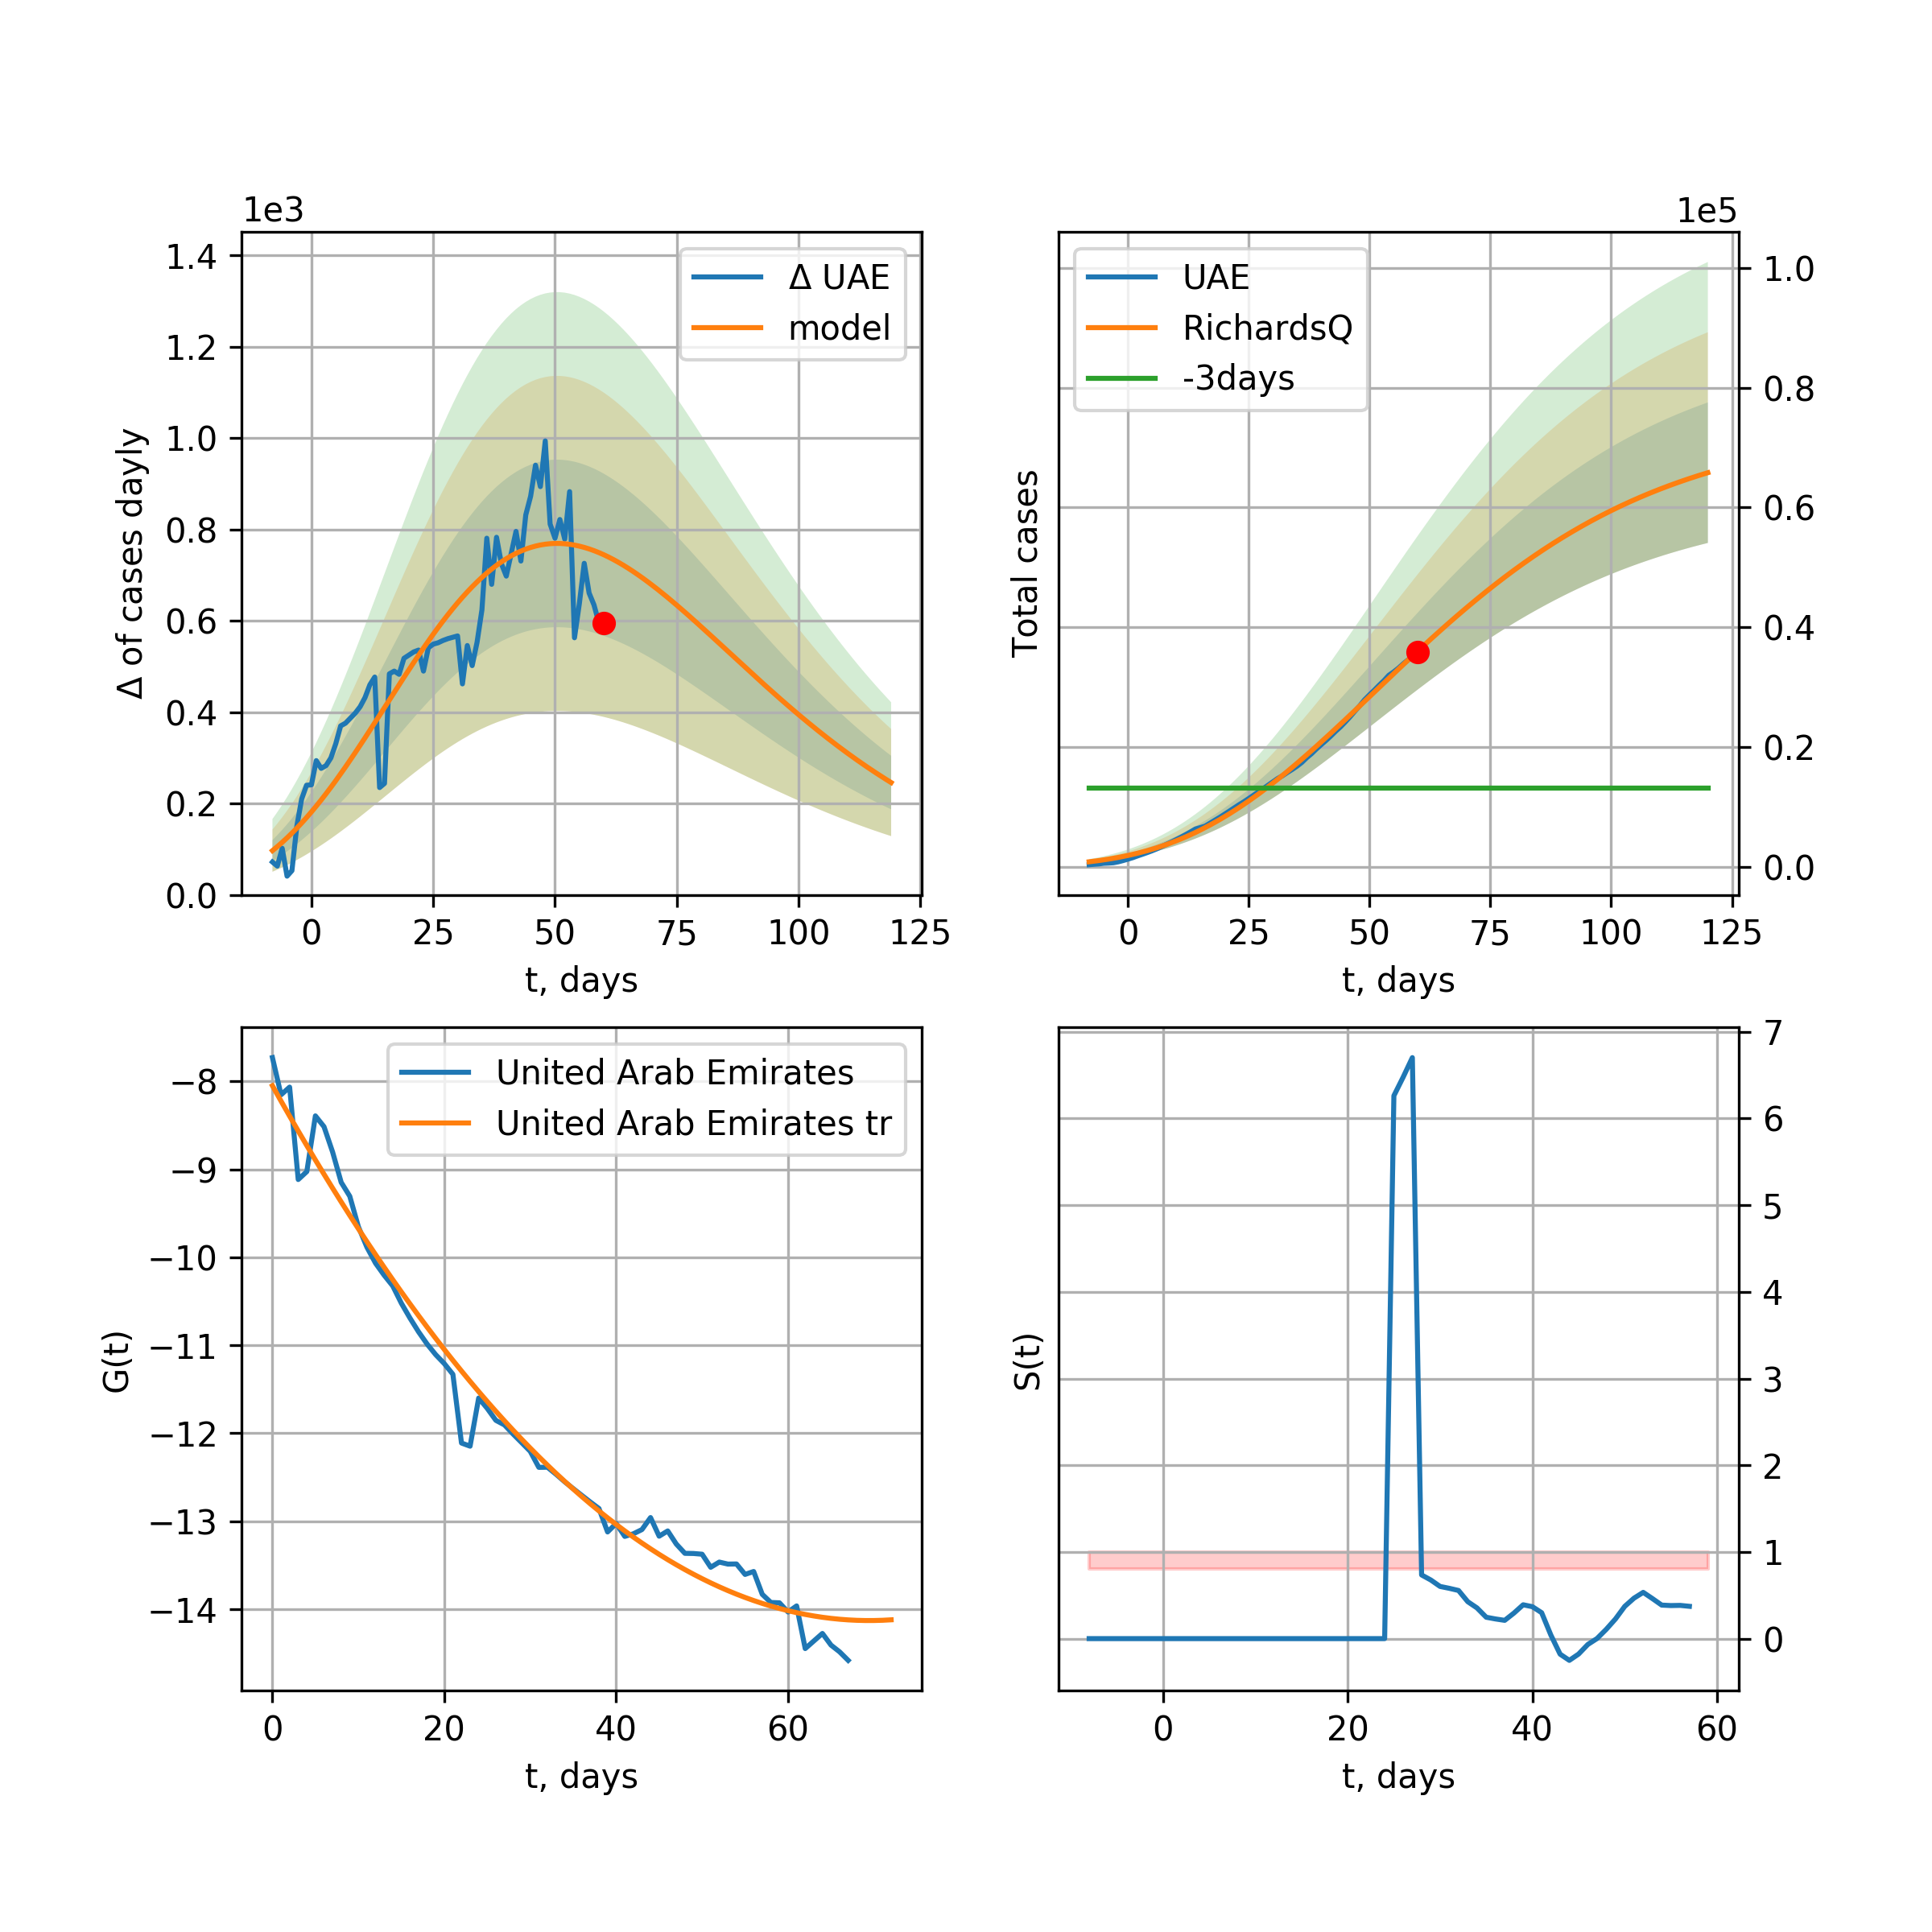 1e3
1.4
1.2
1.0
0.8
0.6
0.4
0.2
0.0
Δ of cases dayly
Δ UAE
model
0 25 50 75 100 125
t, days
1e5
UAE
RichardsQ
-3days
Total cases
1.0
0.8
0.6
0.4
0.2
0.0
0 25 50 75 100 125
t, days
United Arab Emirates
United Arab Emirates tr
−8
−9
−10
−11
−12
−13
−14
G(t)
0 20 40 60
t, days
S(t)
7
6
5
4
3
2
1
0
0 20 40 60
t, days